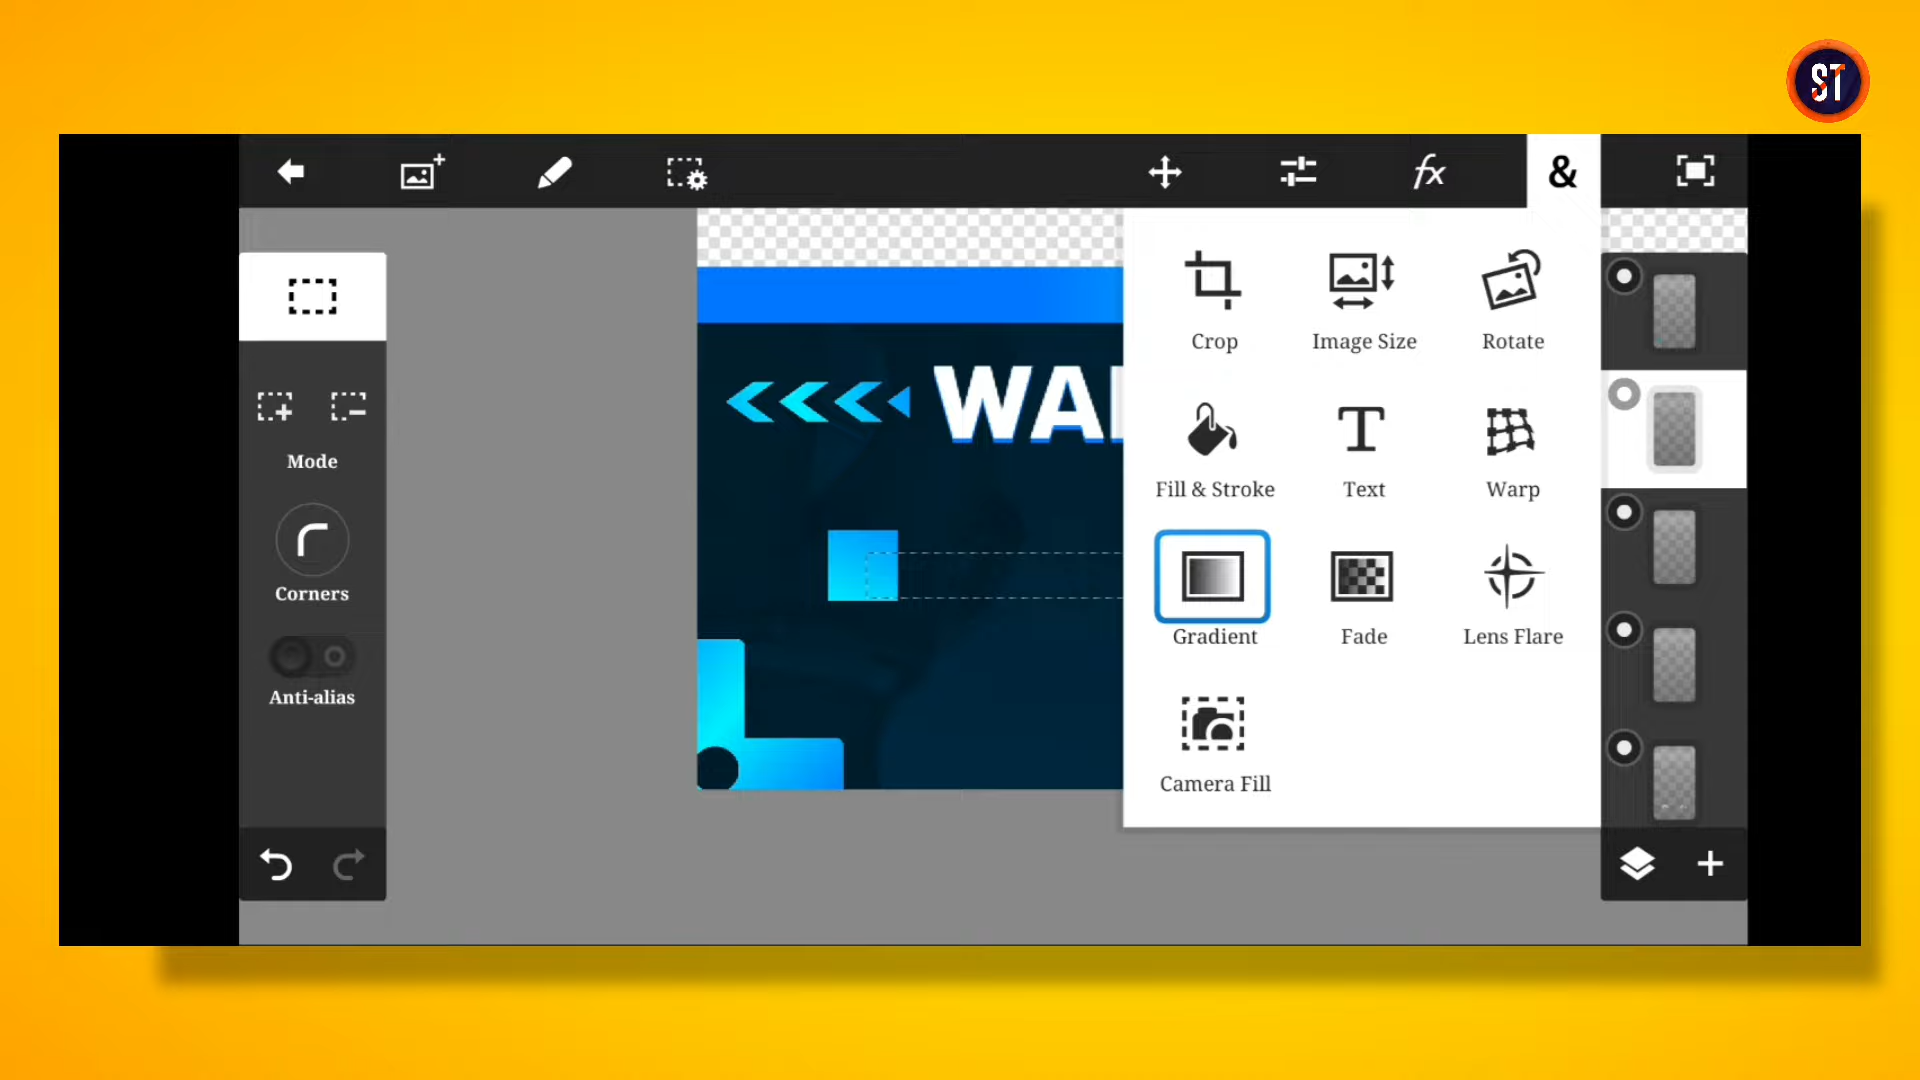 ST
fx
&
Crop
Image Size
Rotate
WA
Mode
Fill & Stroke
Text
Warp
Corners
Gradient
Fade
Lens Flare
Anti-alias
Camera Fill